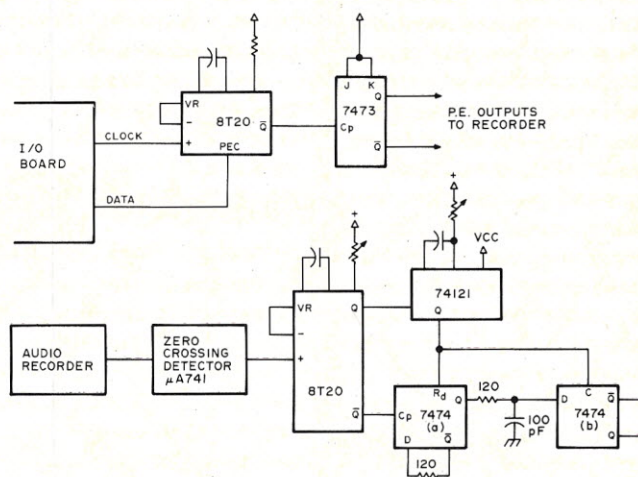 +
VR
-
+
8T20
Q̅
PEC
I/O
BOARD
CLOCK
DATA
J K
Q
7473
Cp
Q̅
P.E. OUTPUTS
TO RECORDER
+
+
VCC
74121
Q
VR
-
+
Q
8T20
Q̅
AUDIO
RECORDER
ZERO
CROSSING
DETECTOR
μA741
Rd
Q
Cp
7474
(a)
D
Q̅
120
120
100
pF
D
C
Q̅
7474
(b)
Q